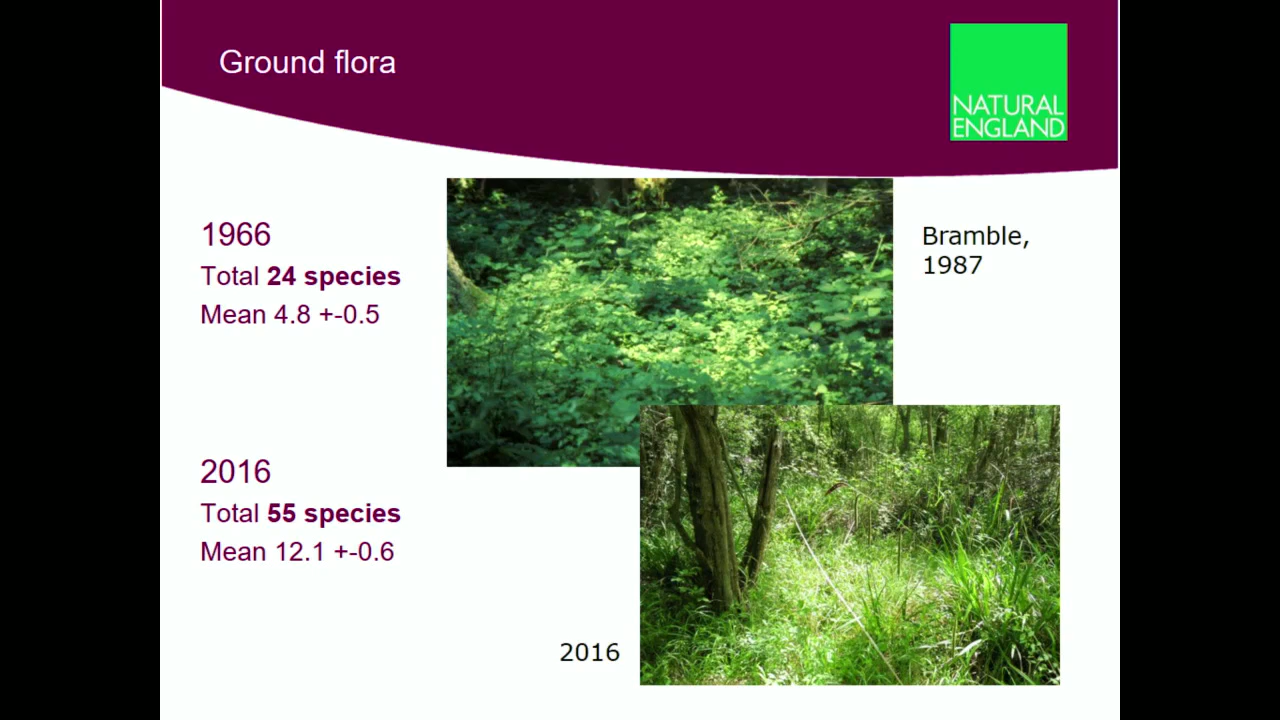 Ground flora
NATURAL
ENGLAND
1966
Total 24 species
Mean 4.8 +-0.5
Bramble,
1987
2016
Total 55 species
Mean 12.1 +-0.6
2016